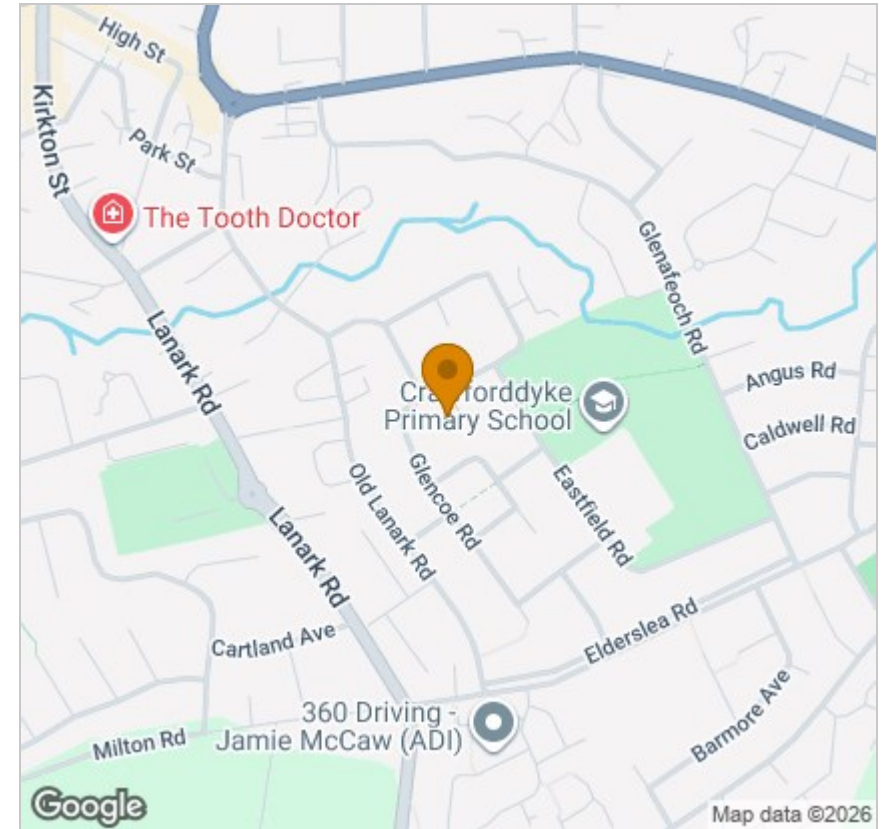 High St
Kirkton St
Park St
The Tooth Doctor
Glenafeoch Rd
Lanark Rd
Angus Rd
Crawforddyke
Primary School
Caldwell Rd
Old Lanark Rd
Glencoe Rd
Eastfield Rd
Lanark Rd
Elderslea Rd
Cartland Ave
360 Driving -
Jamie McCaw (ADI)
Milton Rd
Barmore Ave
Google
Map data ©2026